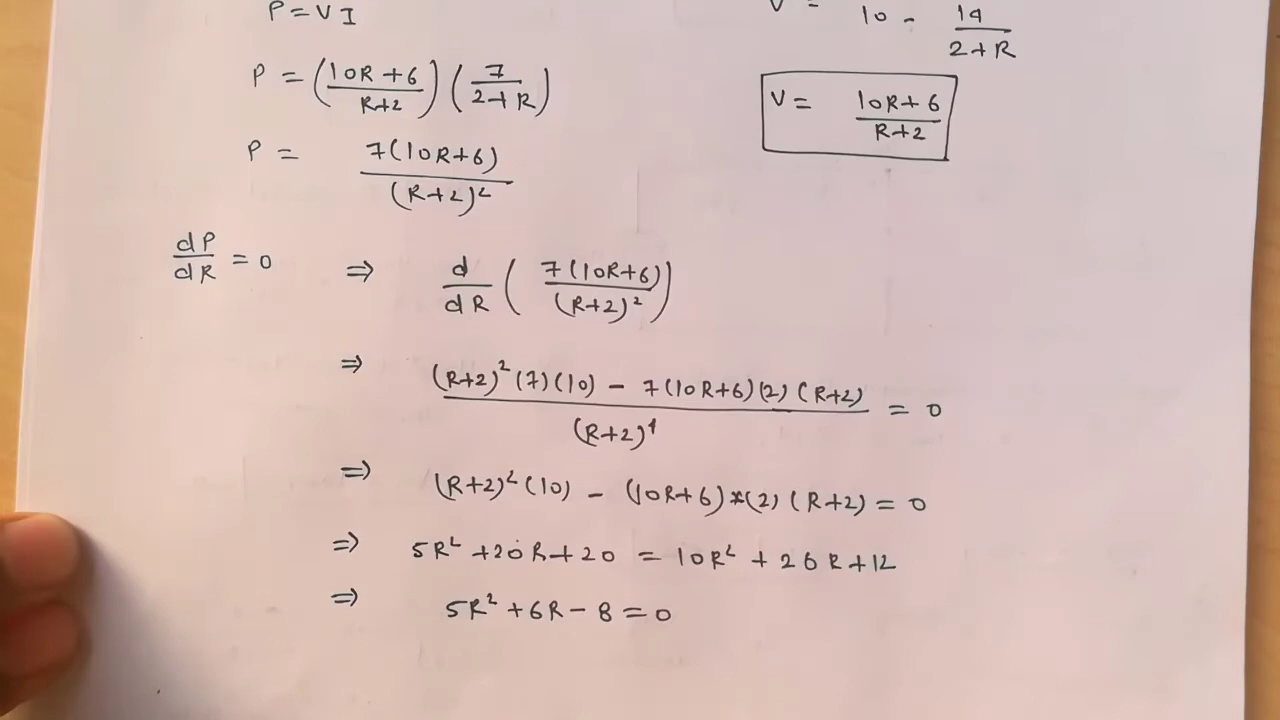 P = V I
V = 10 - 14/(2+R)
P = ((10R+6)/(R+2)) (7/(2+R))
V = (10R+6)/(R+2)
P = 7(10R+6)/(R+2)²
dP/dR = 0 ⇒ d/dR (7(10R+6)/(R+2)²)
⇒ ((R+2)²(7)(10) - 7(10R+6)(2)(R+2))/(R+2)⁴ = 0
⇒ (R+2)²(10) - (10R+6)*(2)(R+2) = 0
⇒ 5R² + 20R + 20 = 10R² + 26R + 12
⇒ 5R² + 6R - 8 = 0